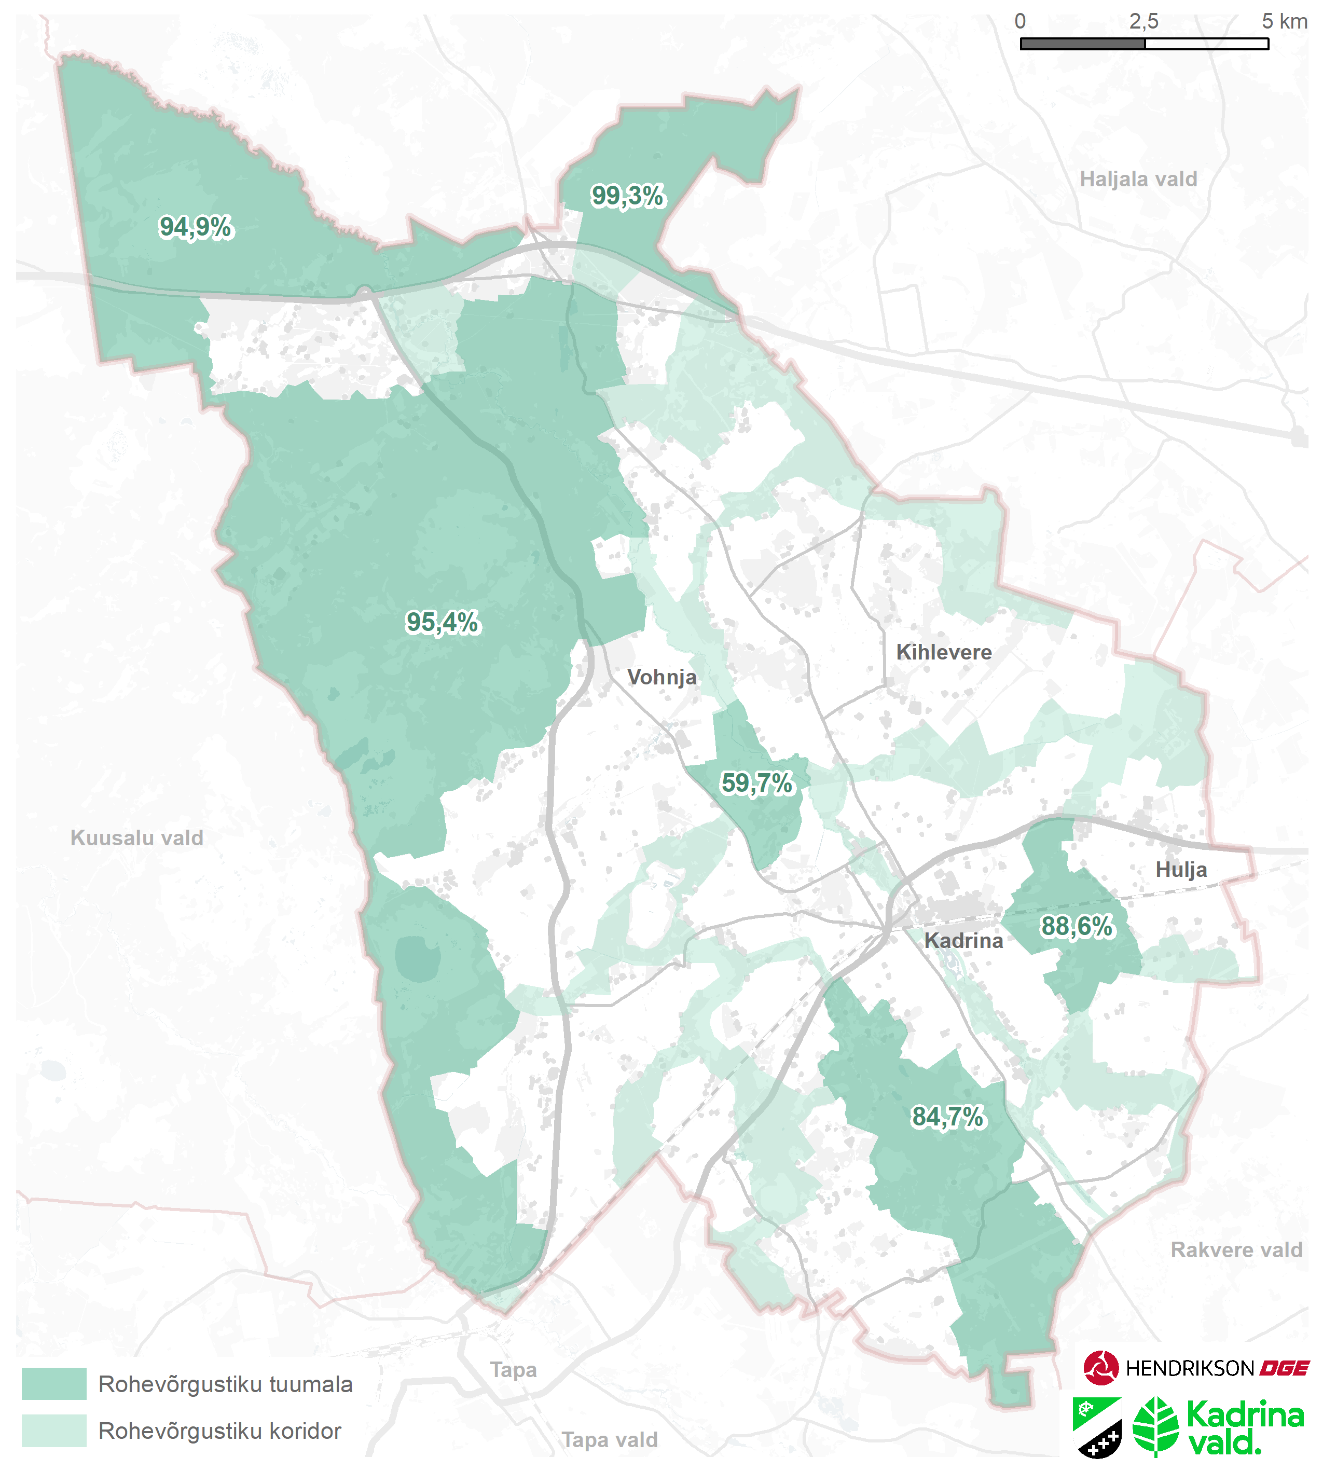 0 2,5 5 km
Haljala vald
99,3%
94,9%
95,4%
Kihlevere
Vohnja
59,7%
Kuusalu vald
Hulja
88,6%
Kadrina
84,7%
Rakvere vald
Tapa
Tapa vald
Rohevõrgustiku tuumala
Rohevõrgustiku koridor
HENDRIKSON DGE
Kadrina
vald.